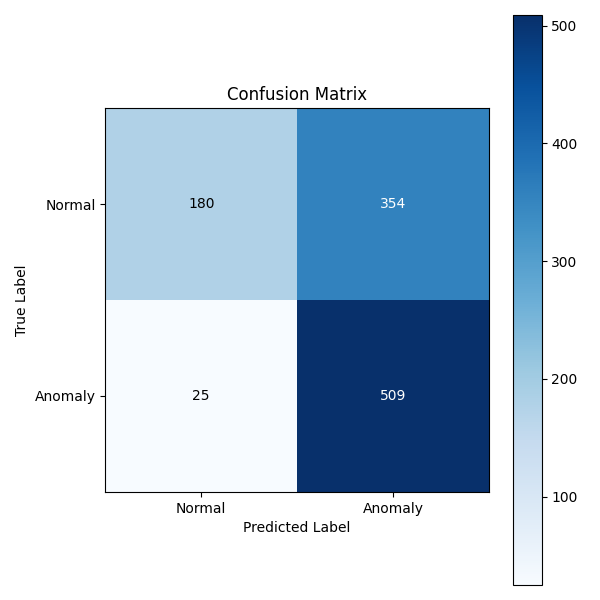 Confusion Matrix
500
400
300
200
100
True Label
Normal
180
354
Anomaly
25
509
Normal
Anomaly
Predicted Label